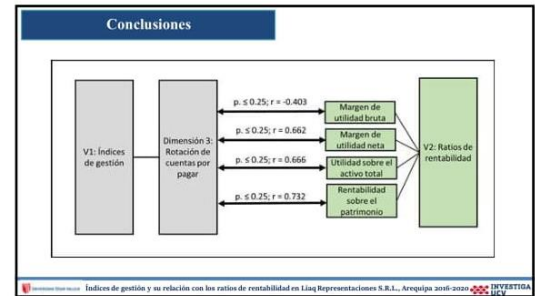 Conclusiones
V1: Índices
de gestión
Dimensión 3:
Rotación de
cuentas por
pagar
p. ≤ 0.25; r = -0.403
p. ≤ 0.25; r = 0.662
p. ≤ 0.25; r = 0.666
p. ≤ 0.25; r = 0.732
Margen de
utilidad bruta
Margen de
utilidad neta
Utilidad sobre el
activo total
Rentabilidad
sobre el
patrimonio
V2: Ratios de
rentabilidad
Índices de gestión y su relación con los ratios de rentabilidad en Liaq Representaciones S.R.L., Arequipa 2016-2020
INVESTIGA
UCV